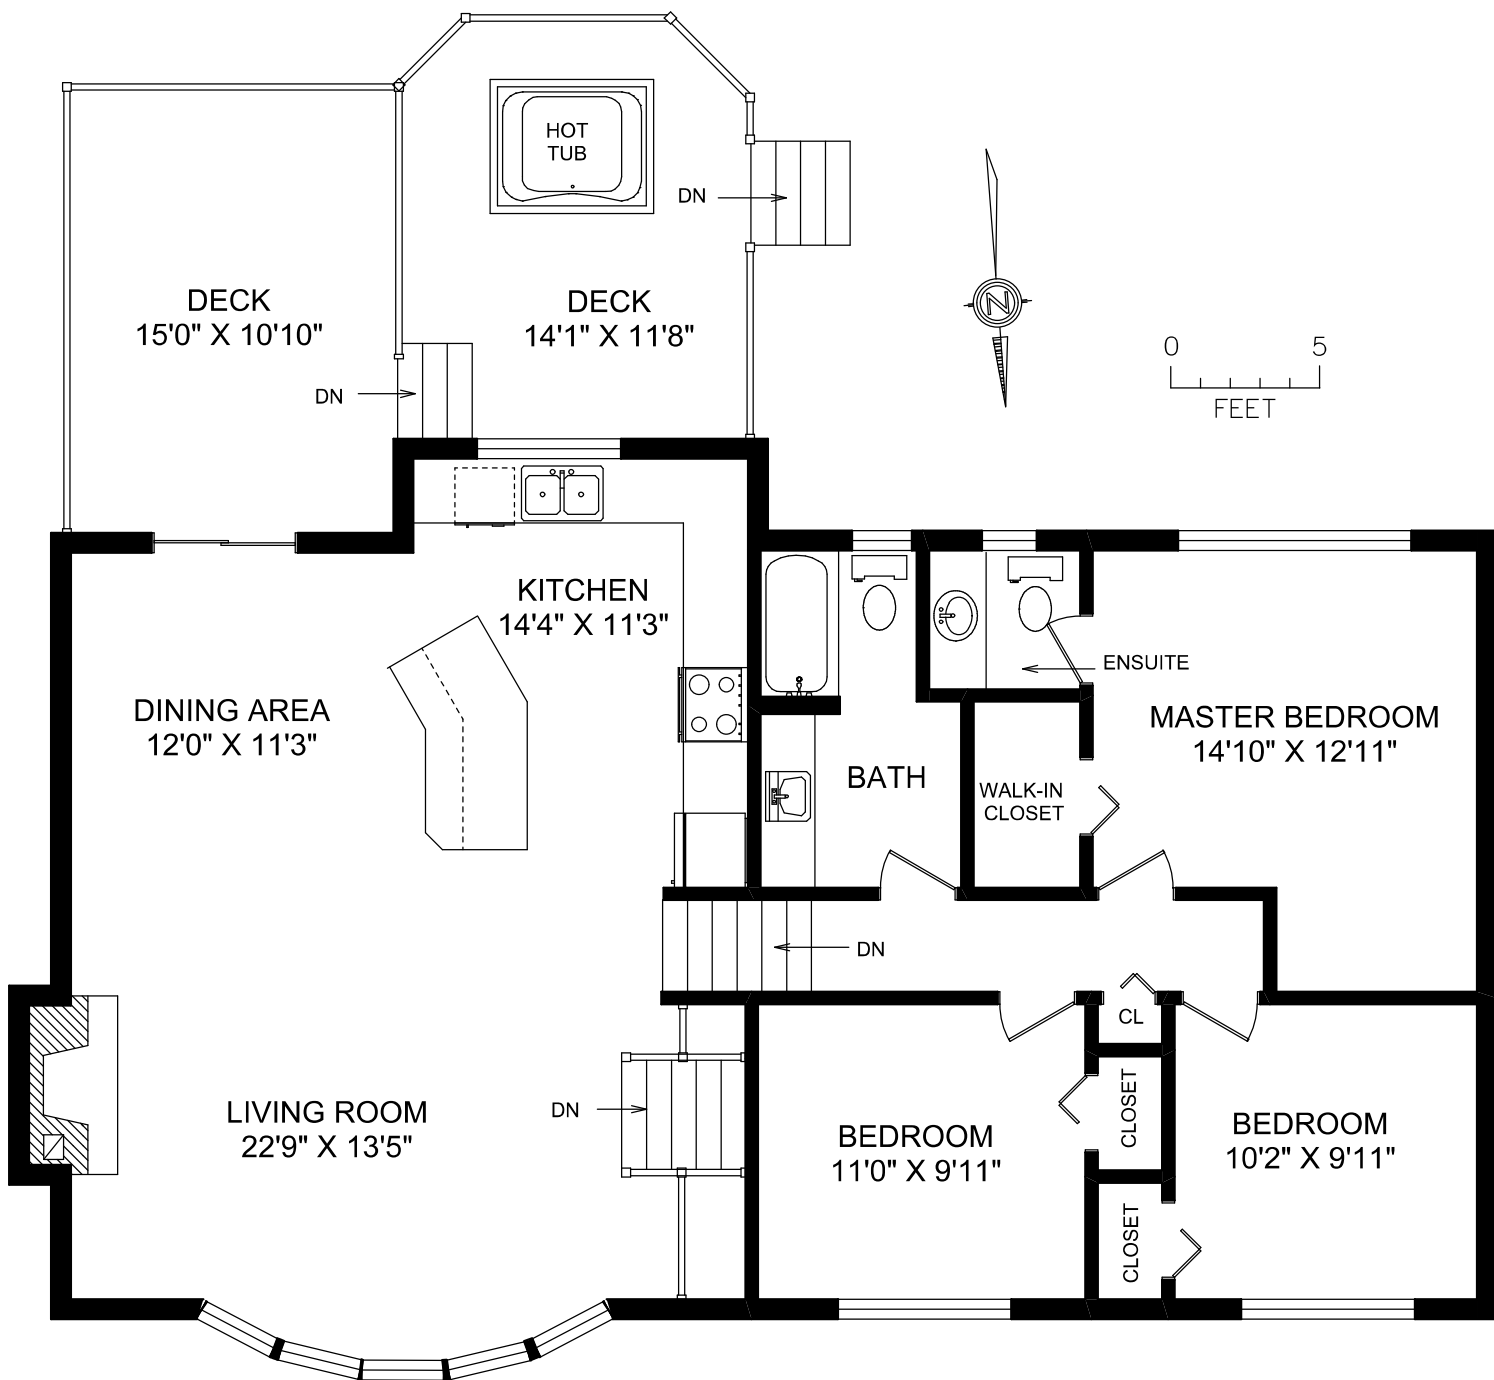 HOT
TUB
DN
N
DECK
15'0" X 10'10"
DECK
14'1" X 11'8"
0 5
FEET
DN
KITCHEN
14'4" X 11'3"
ENSUITE
DINING AREA
12'0" X 11'3"
MASTER BEDROOM
14'10" X 12'11"
BATH
WALK-IN
CLOSET
DN
CL
LIVING ROOM
22'9" X 13'5"
DN
BEDROOM
11'0" X 9'11"
CLOSET
BEDROOM
10'2" X 9'11"
CLOSET